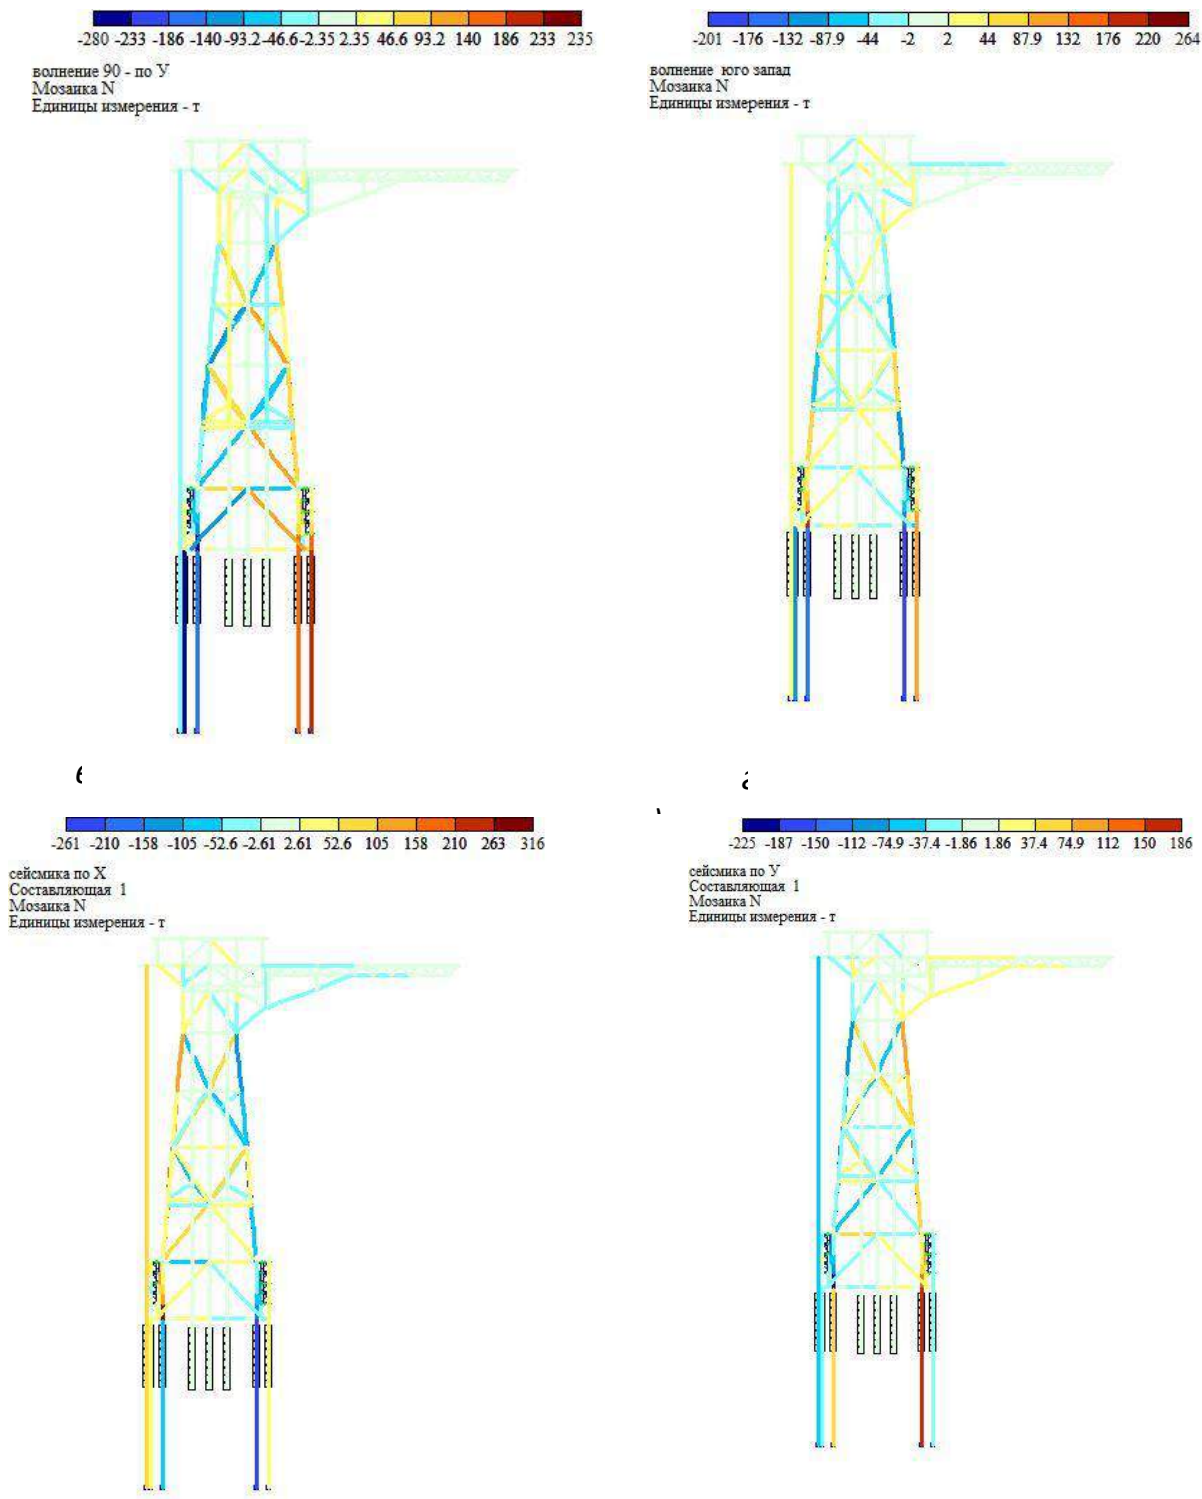 -280 -233 -186 -140 -93.2 -46.6 -2.35 2.35 46.6 93.2 140 186 233 235
волнение 90 - по У
Мозаика N
Единицы измерения - т
-201 -176 -132 -87.9 -44 -2 2 44 87.9 132 176 220 264
волнение юго запад
Мозаика N
Единицы измерения - т
-261 -210 -158 -105 -52.6 -2.61 2.61 52.6 105 158 210 263 316
сейсмика по X
Составляющая 1
Мозаика N
Единицы измерения - т
-225 -187 -150 -112 -74.9 -37.4 -1.86 1.86 37.4 74.9 112 150 186
сейсмика по У
Составляющая 1
Мозаика N
Единицы измерения - т